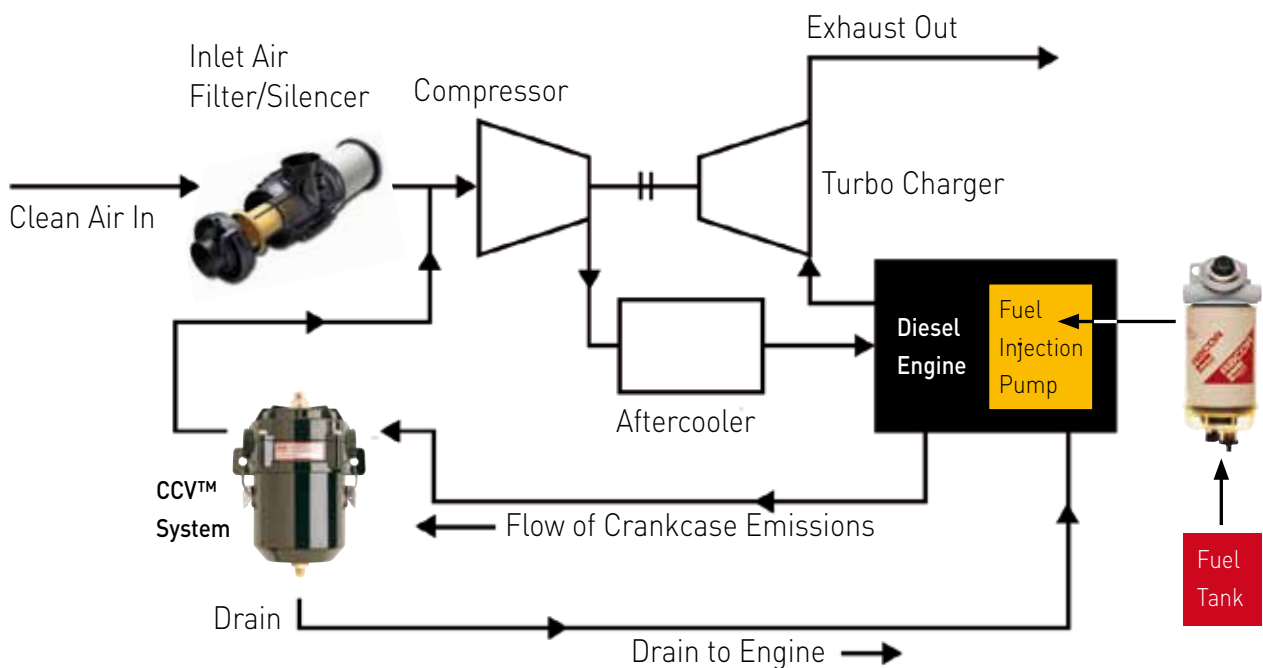 Exhaust Out
Inlet Air
Filter/Silencer
Compressor
Clean Air In
Turbo Charger
Diesel
Engine
Fuel
Injection
Pump
Aftercooler
CCV™
System
Flow of Crankcase Emissions
Fuel
Tank
Drain
Drain to Engine